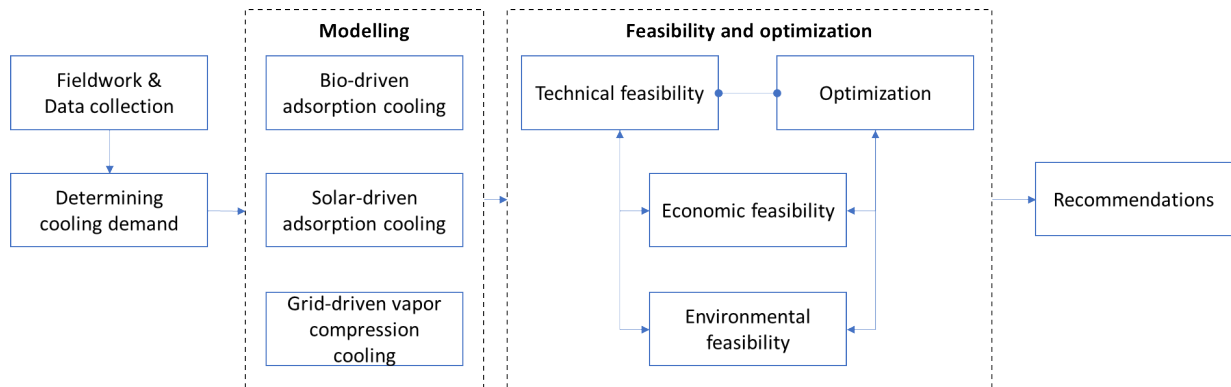 Fieldwork &
Data collection
Determining
cooling demand
Modelling
Bio-driven
adsorption cooling
Solar-driven
adsorption cooling
Grid-driven vapor
compression
cooling
Feasibility and optimization
Technical feasibility
Optimization
Economic feasibility
Environmental
feasibility
Recommendations